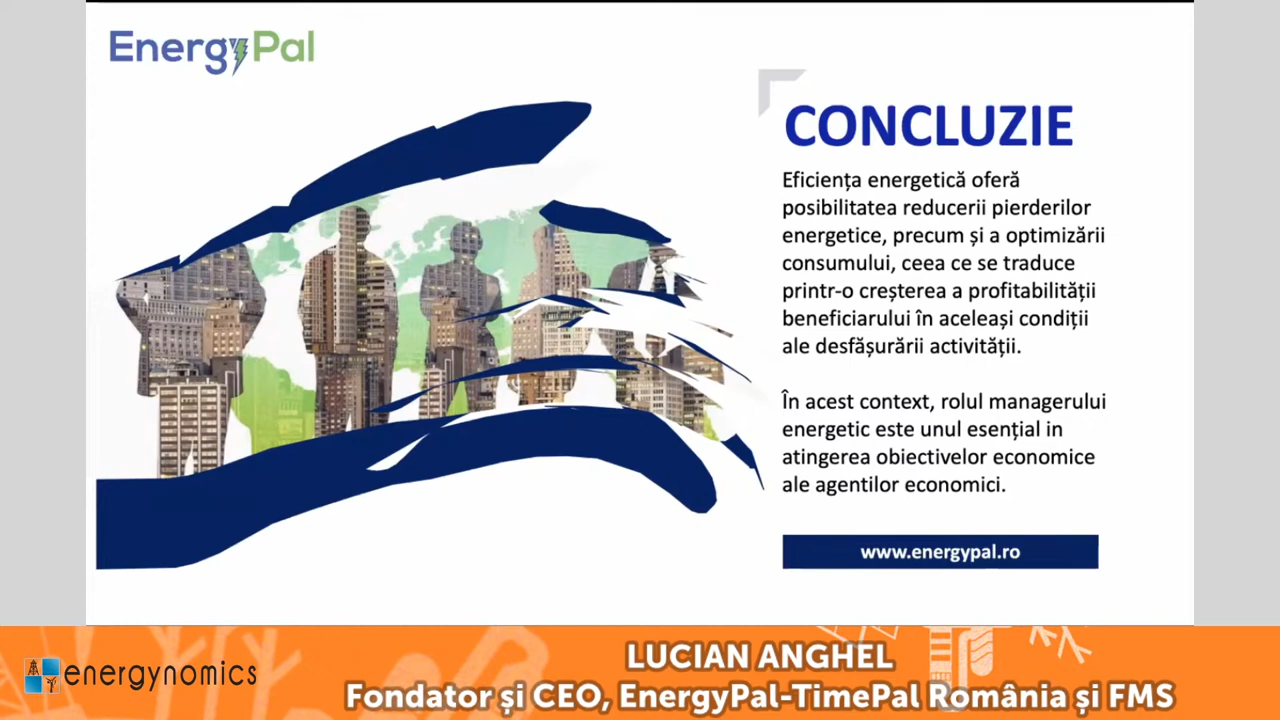 EnergyPal
CONCLUZIE
Eficiența energetică oferă
posibilitatea reducerii pierderilor
energetice, precum și a optimizării
consumului, ceea ce se traduce
printr-o creșterea a profitabilității
beneficiarului în aceleași condiții
ale desfășurării activității.
În acest context, rolul managerului
energetic este unul esențial in
atingerea obiectivelor economice
ale agentilor economici.
www.energypal.ro
energynomics
LUCIAN ANGHEL
Fondator și CEO, EnergyPal-TimePal România și FMS